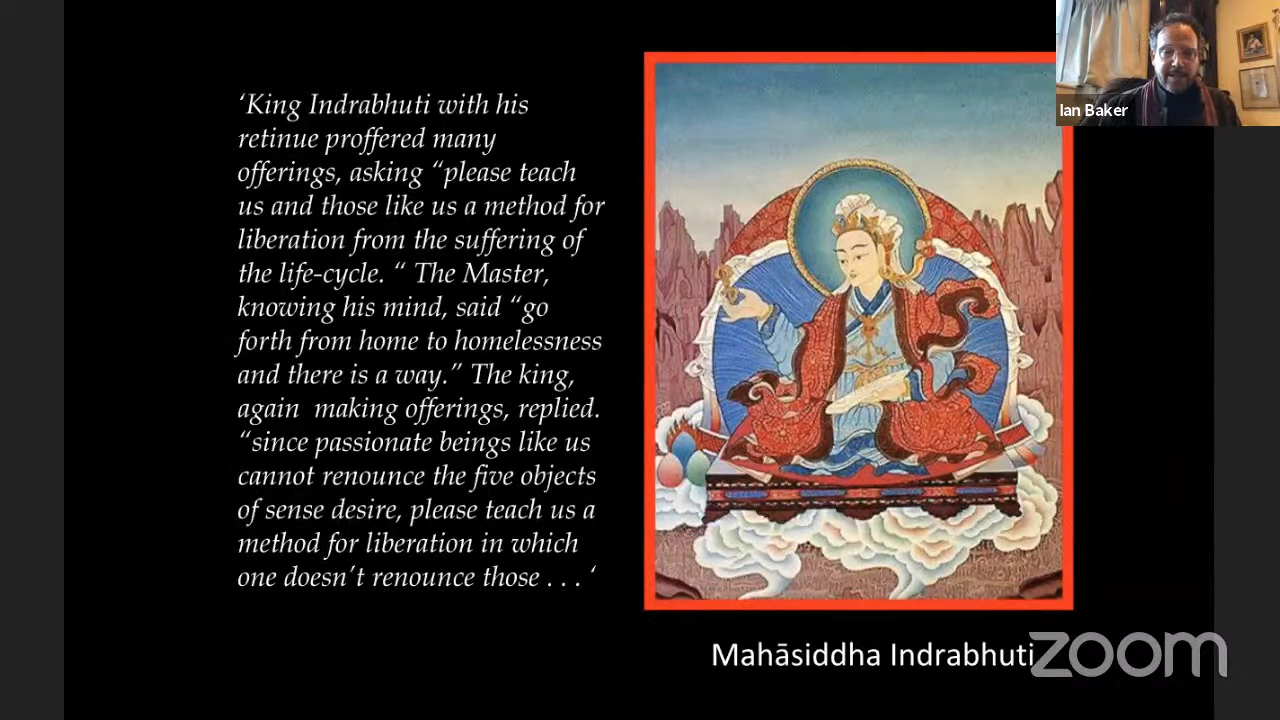 Ian Baker
‘King Indrabhuti with his
retinue proffered many
offerings, asking “please teach
us and those like us a method for
liberation from the suffering of
the life-cycle. “ The Master,
knowing his mind, said “go
forth from home to homelessness
and there is a way.” The king,
again  making offerings, replied.
“since passionate beings like us
cannot renounce the five objects
of sense desire, please teach us a
method for liberation in which
one doesn’t renounce those . . . ‘
Mahāsiddha Indrabhuti
zoom